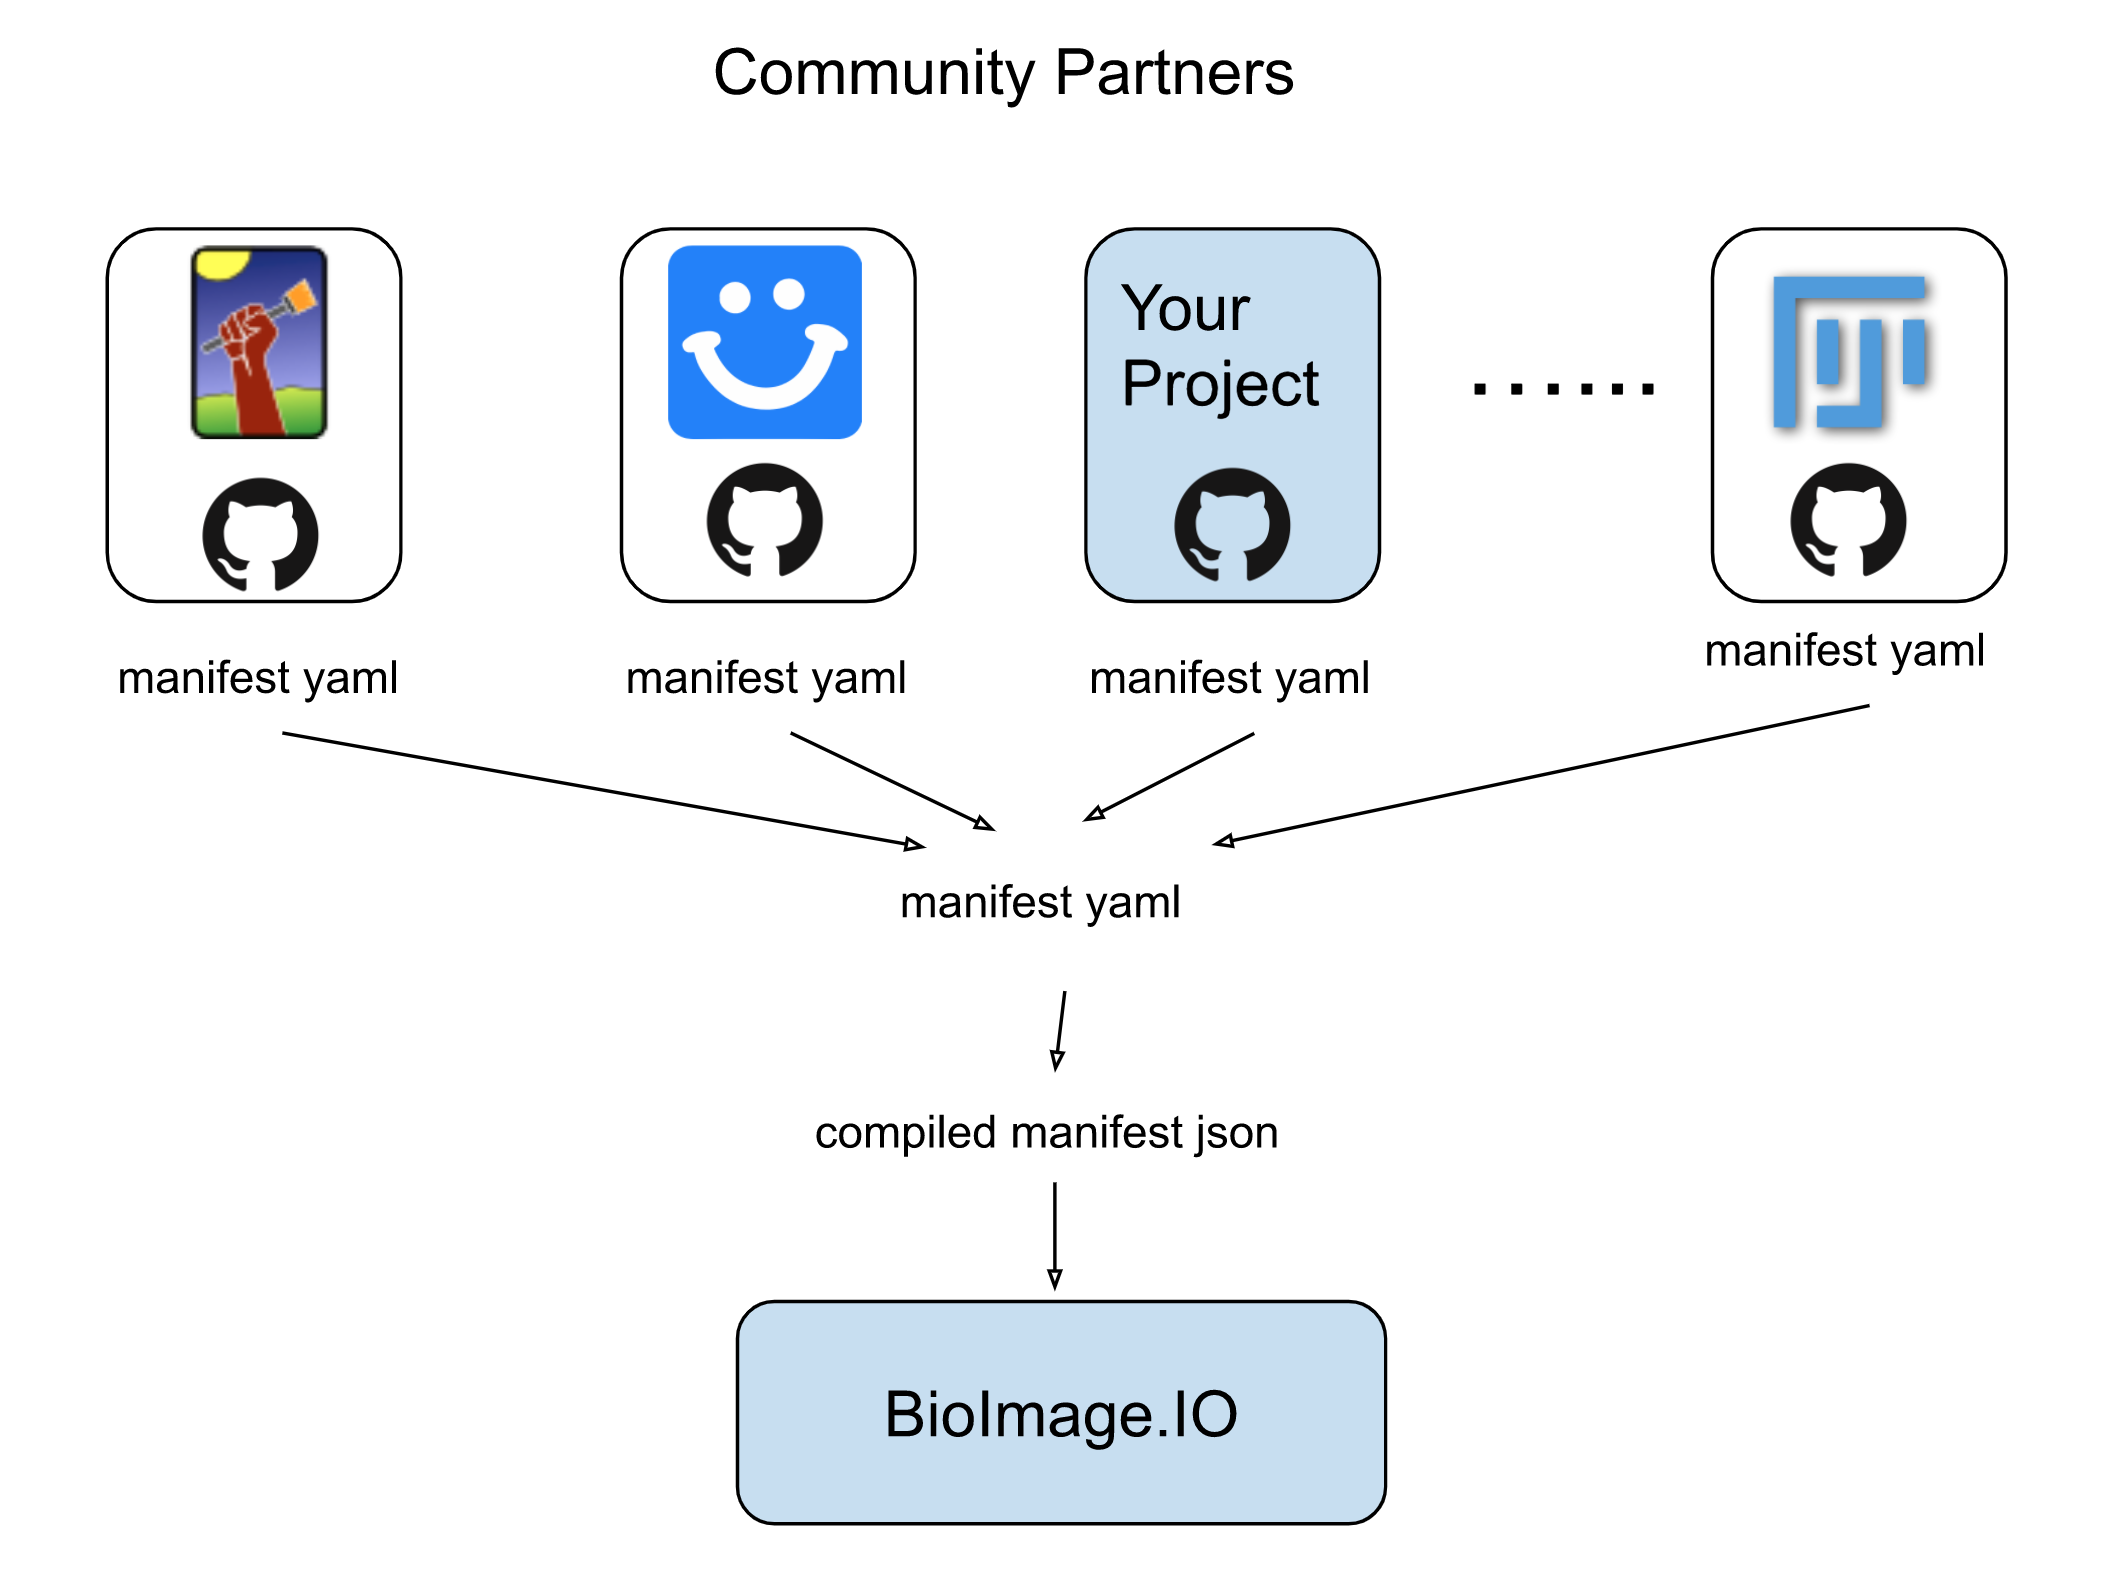 Community Partners
Your
Project
......
manifest yaml
manifest yaml
manifest yaml
manifest yaml
manifest yaml
compiled manifest json
BioImage.IO